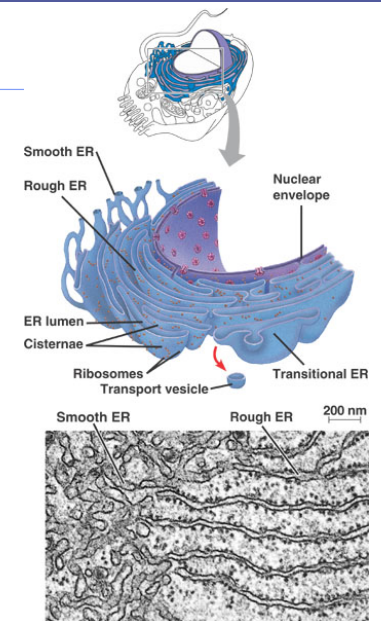 Smooth ER
Rough ER
Nuclear
envelope
ER lumen
Cisternae
Ribosomes
Transport vesicle
Transitional ER
Smooth ER
Rough ER
200 nm